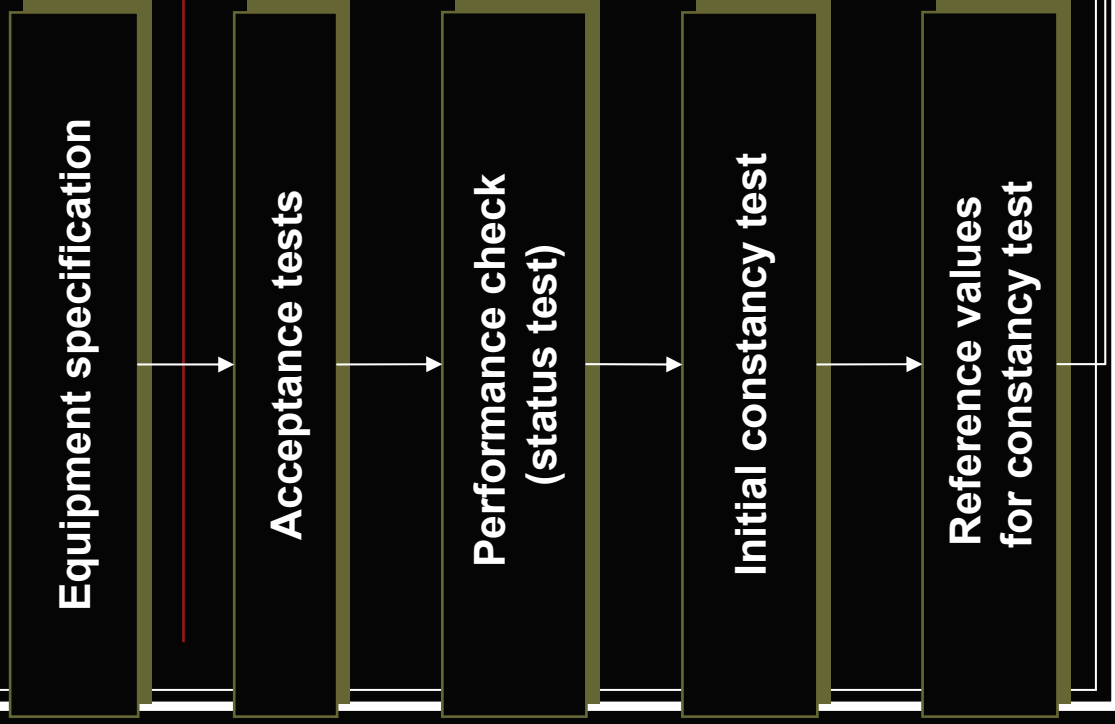 Equipment specification
Acceptance tests
Performance check
(status test)
Initial constancy test
Reference values
for constancy test